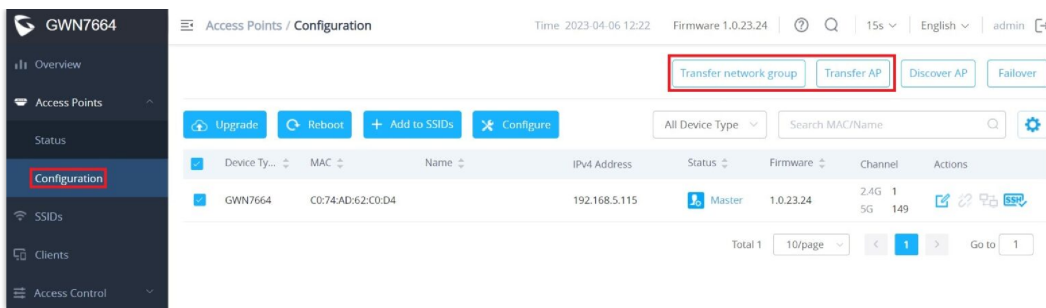 GWN7664
Access Points / Configuration
Time 2023-04-06 12:22
Firmware 1.0.23.24
15s
English
admin
Overview
Access Points
Status
Configuration
SSIDs
Clients
Access Control
Transfer network group
Transfer AP
Discover AP
Failover
Upgrade
Reboot
+ Add to SSIDs
Configure
All Device Type
Search MAC/Name
Device Ty...
MAC
Name
IPv4 Address
Status
Firmware
Channel
Actions
GWN7664
C0:74:AD:62:C0:D4
192.168.5.115
Master
1.0.23.24
2.4G 1
5G 149
SSH
Total 1
10/page
<
1
>
Go to 1